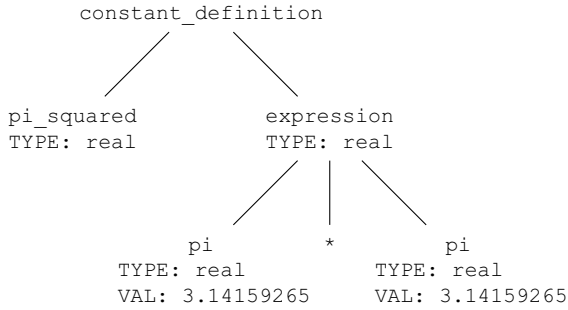 constant_definition
pi_squared expression
TYPE: real TYPE: real
pi * pi
TYPE: real TYPE: real
VAL: 3.14159265 VAL: 3.14159265